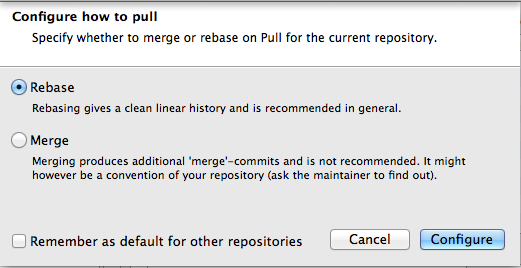 Configure how to pull
Specify whether to merge or rebase on Pull for the current repository.
Rebase
Rebasing gives a clean linear history and is recommended in general.
Merge
Merging produces additional 'merge'-commits and is not recommended. It might
however be a convention of your repository (ask the maintainer to find out).
Remember as default for other repositories
Cancel
Configure